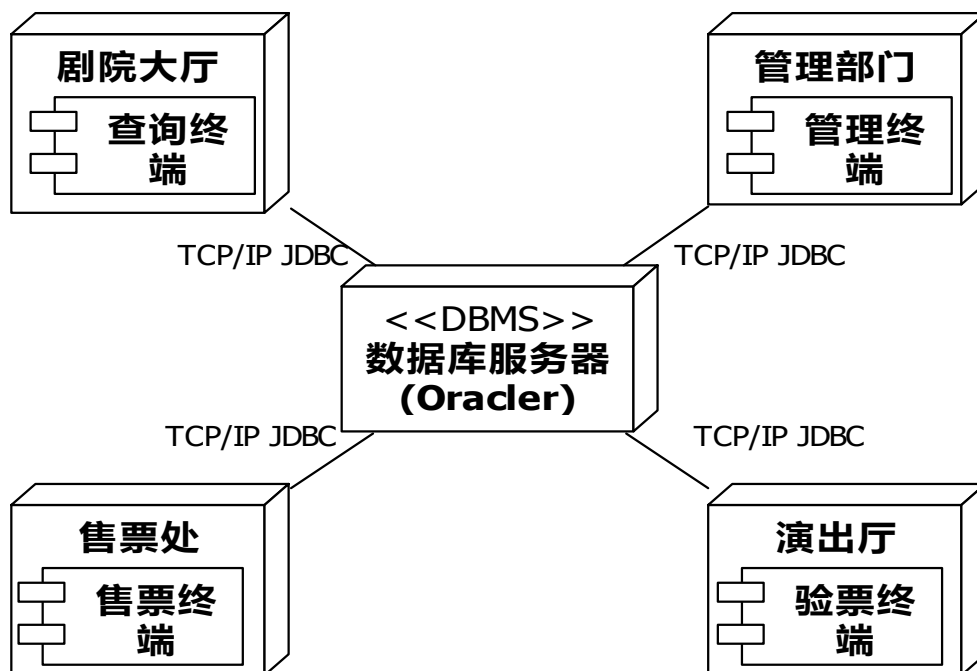 剧院大厅
查询终
端
管理部门
管理终
端
TCP/IP JDBC
TCP/IP JDBC
<<DBMS>>
数据库服务器
(Oracler)
TCP/IP JDBC
TCP/IP JDBC
售票处
售票终
端
演出厅
验票终
端